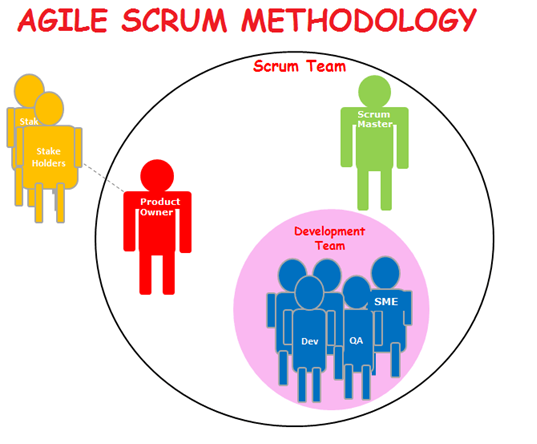 AGILE SCRUM METHODOLOGY
Scrum Team
Scrum
Master
Stak
Stake
Holders
Product
Owner
Development
Team
SME
Dev
QA